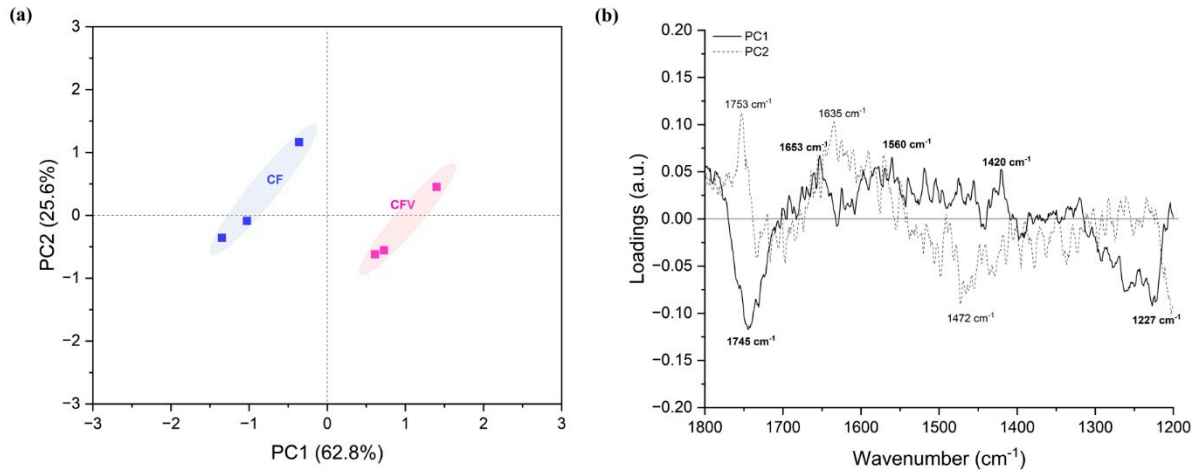 (a)
3
2
1
0
−1
−2
−3
PC2 (25.6%)
CF
CFV
−3 −2 −1 0 1 2 3
PC1 (62.8%)
(b)
0.20
0.15
0.10
0.05
0.00
−0.05
−0.10
−0.15
−0.20
Loadings (a.u.)
PC1
PC2
1753 cm⁻¹
1635 cm⁻¹
1653 cm⁻¹
1560 cm⁻¹
1420 cm⁻¹
1472 cm⁻¹
1745 cm⁻¹
1227 cm⁻¹
1800 1700 1600 1500 1400 1300 1200
Wavenumber (cm⁻¹)